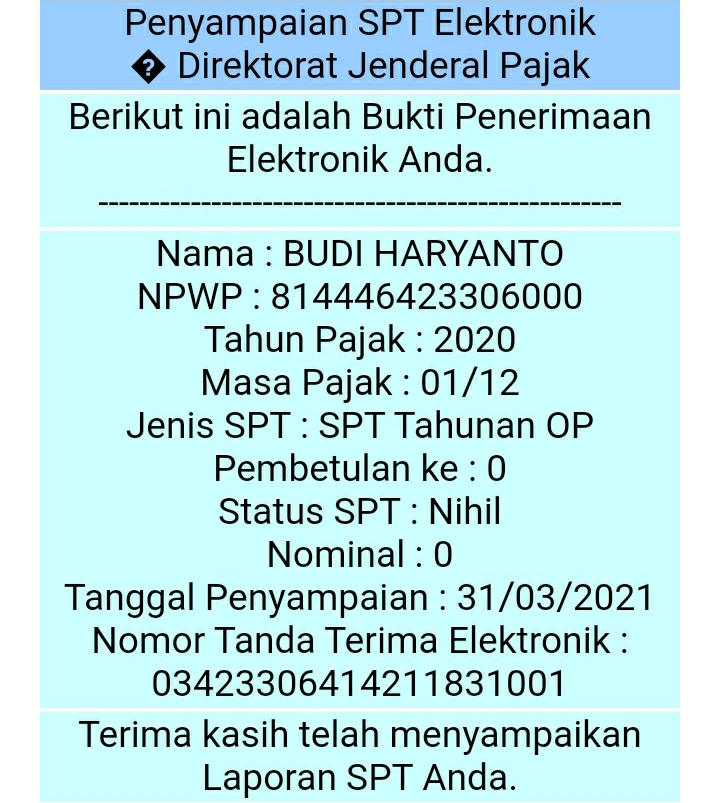 Penyampaian SPT Elektronik
� Direktorat Jenderal Pajak
Berikut ini adalah Bukti Penerimaan
Elektronik Anda.
---------------------------------------------------
Nama : BUDI HARYANTO
NPWP : 814446423306000
Tahun Pajak : 2020
Masa Pajak : 01/12
Jenis SPT : SPT Tahunan OP
Pembetulan ke : 0
Status SPT : Nihil
Nominal : 0
Tanggal Penyampaian : 31/03/2021
Nomor Tanda Terima Elektronik :
03423306414211831001
Terima kasih telah menyampaikan
Laporan SPT Anda.